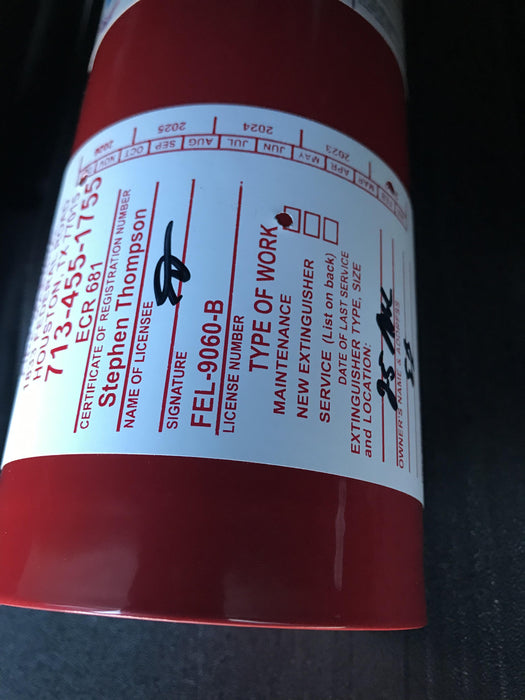 HOUSTON, TX 77015
713-455-1755
ECR 681
CERTIFICATE OF REGISTRATION NUMBER
Stephen Thompson
NAME OF LICENSEE
SIGNATURE
FEL-9060-B
LICENSE NUMBER
TYPE OF WORK
MAINTENANCE
NEW EXTINGUISHER
SERVICE (List on back)
DATE OF LAST SERVICE
EXTINGUISHER TYPE, SIZE
and LOCATION:
OWNER'S NAME & ADDRESS
2023 2024 2025
MAR APR MAY JUN JUL AUG SEP OCT NOV